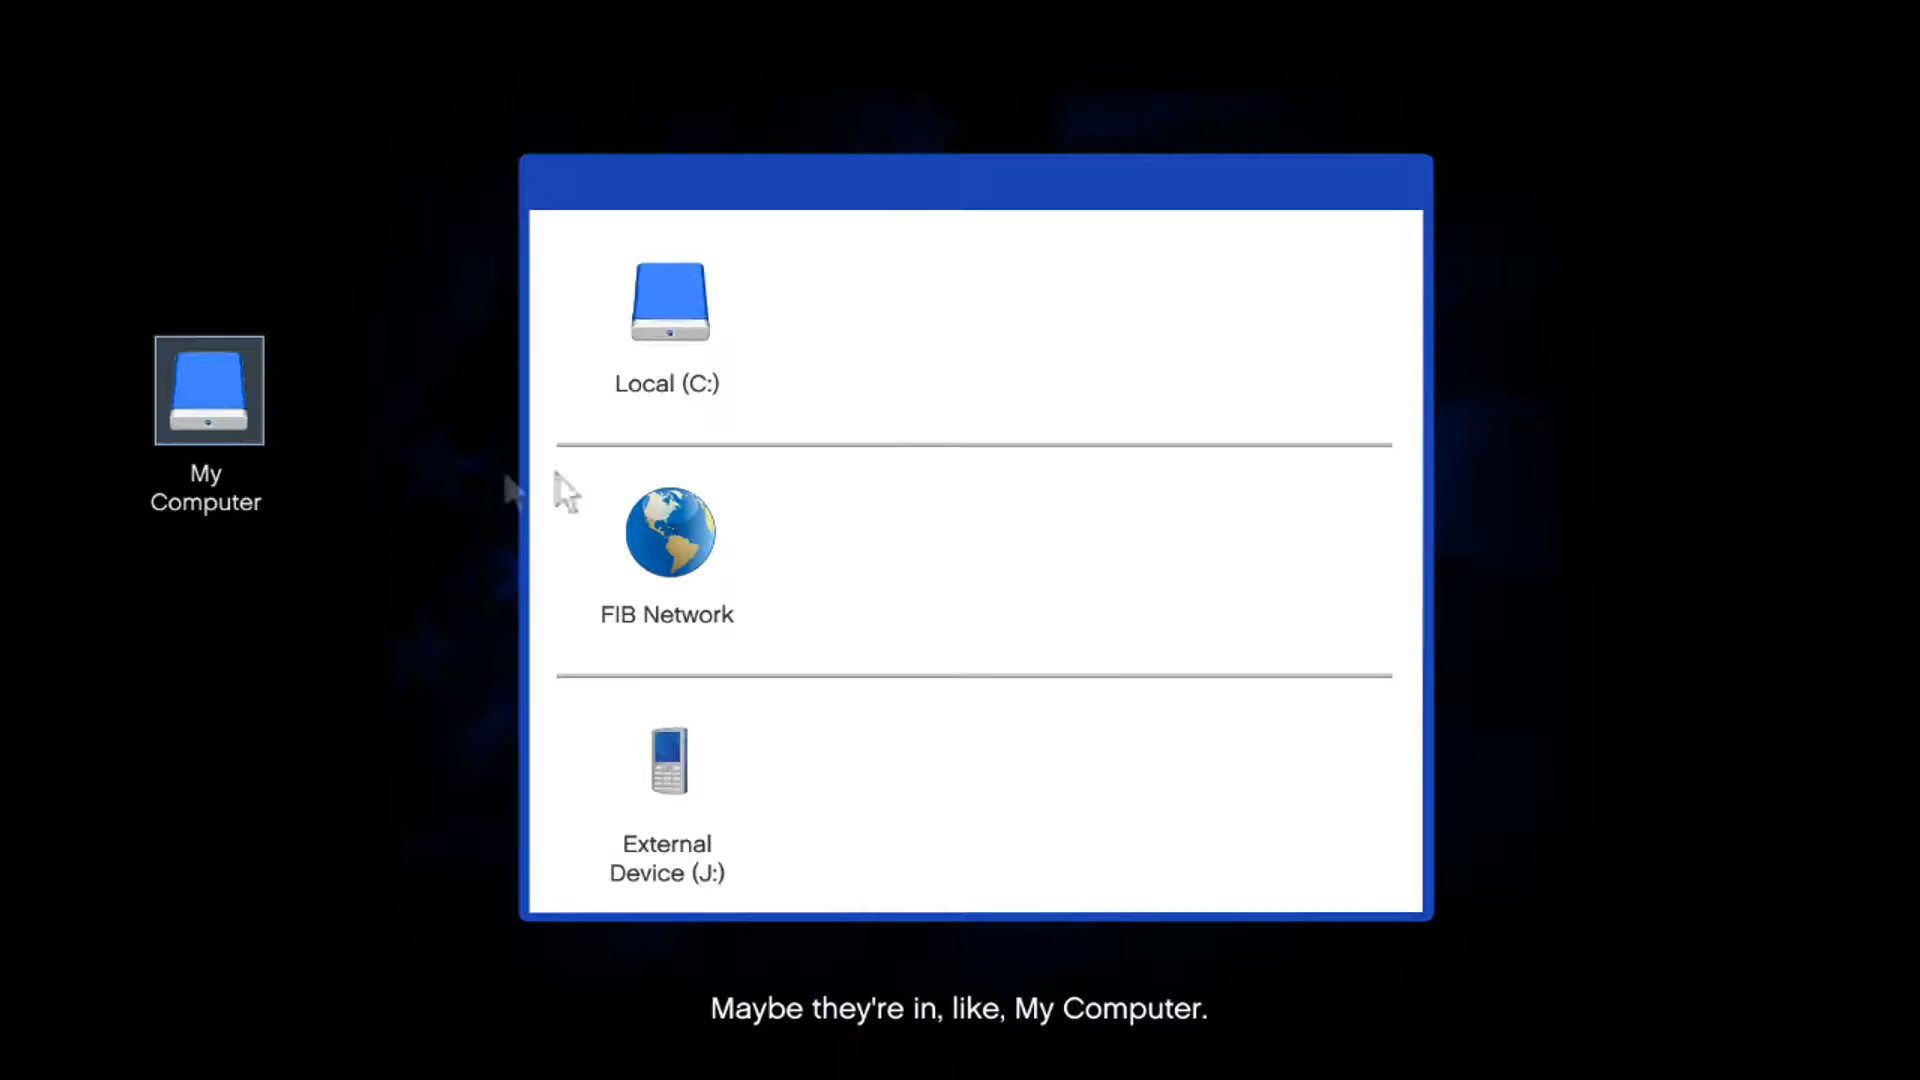 My
Computer
Local (C:)
FIB Network
External
Device (J:)
Maybe they're in, like, My Computer.